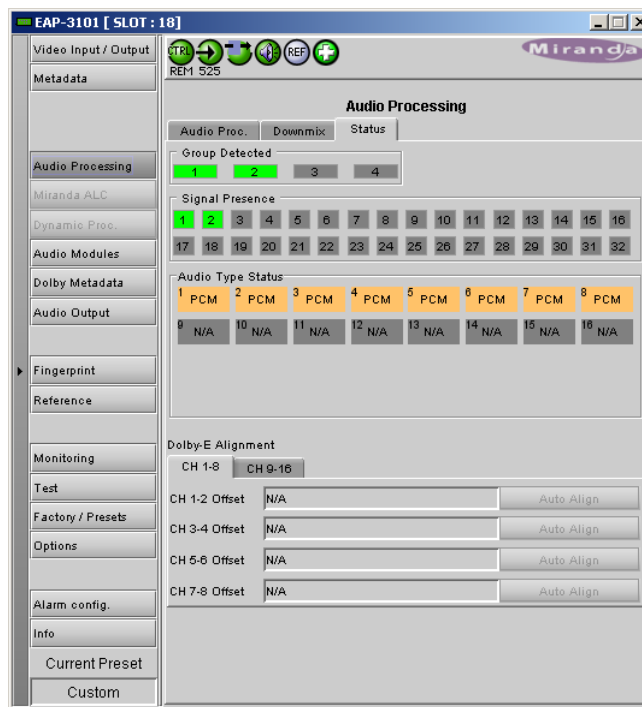 EAP-3101 [ SLOT : 18]
Video Input / Output
Metadata
Audio Processing
Miranda ALC
Dynamic Proc.
Audio Modules
Dolby Metadata
Audio Output
Fingerprint
Reference
Monitoring
Test
Factory / Presets
Options
Alarm config.
Info
Current Preset
Custom
CTRL REF
REM 525
Miranda
Audio Processing
Audio Proc. Downmix Status
Group Detected
1 2 3 4
Signal Presence
1 2 3 4 5 6 7 8 9 10 11 12 13 14 15 16
17 18 19 20 21 22 23 24 25 26 27 28 29 30 31 32
Audio Type Status
1 PCM 2 PCM 3 PCM 4 PCM 5 PCM 6 PCM 7 PCM 8 PCM
9 N/A 10 N/A 11 N/A 12 N/A 13 N/A 14 N/A 15 N/A 16 N/A
Dolby-E Alignment
CH 1-8 CH 9-16
CH 1-2 Offset N/A Auto Align
CH 3-4 Offset N/A Auto Align
CH 5-6 Offset N/A Auto Align
CH 7-8 Offset N/A Auto Align